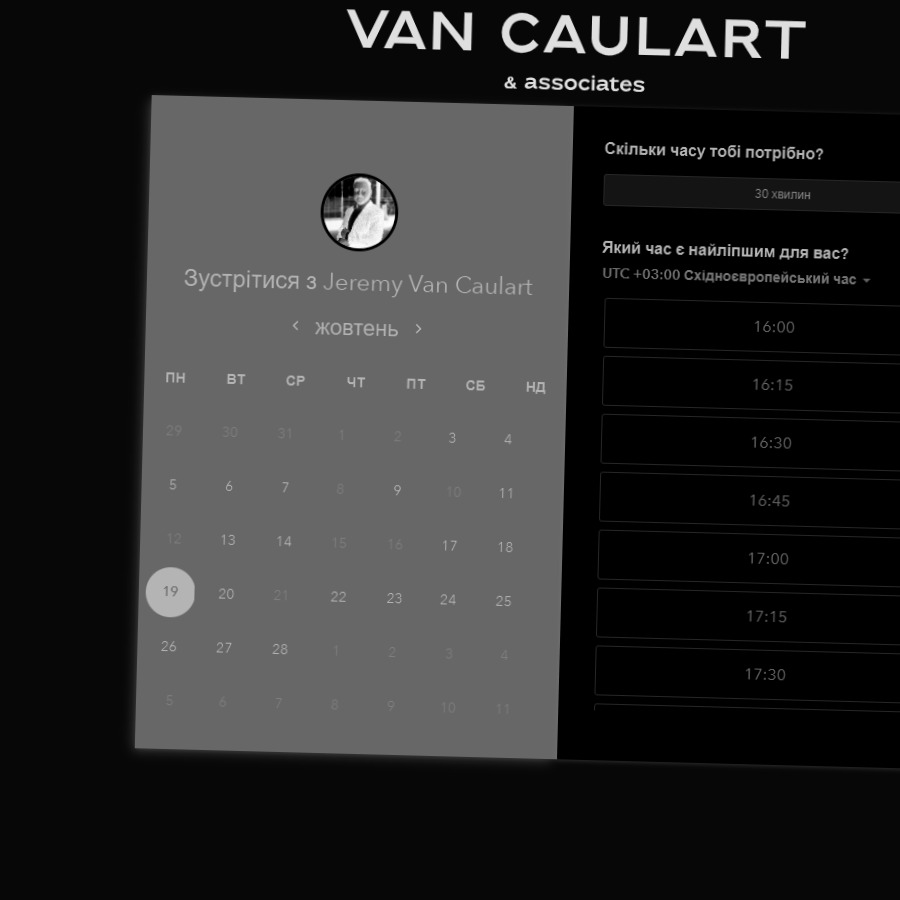 VAN CAULART
& associates
Зустрітися з Jeremy Van Caulart
жовтень
ПН ВТ СР ЧТ ПТ СБ НД
29 30 31 1 2 3 4
5 6 7 8 9 10 11
12 13 14 15 16 17 18
19 20 21 22 23 24 25
26 27 28 1 2 3 4
5 6 7 8 9 10 11
Скільки часу тобі потрібно?
30 хвилин
Який час є найліпшим для вас?
UTC +03:00 Східноєвропейський час
16:00
16:15
16:30
16:45
17:00
17:15
17:30